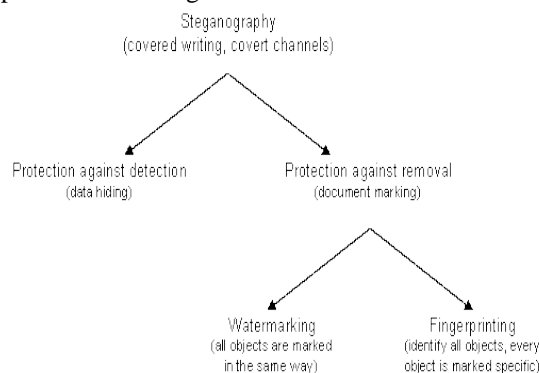 Steganography
(covered writing, covert channels)
Protection against detection
(data hiding)
Protection against removal
(document marking)
Watermarking
(all objects are marked
in the same way)
Fingerprinting
(identify all objects, every
object is marked specific)